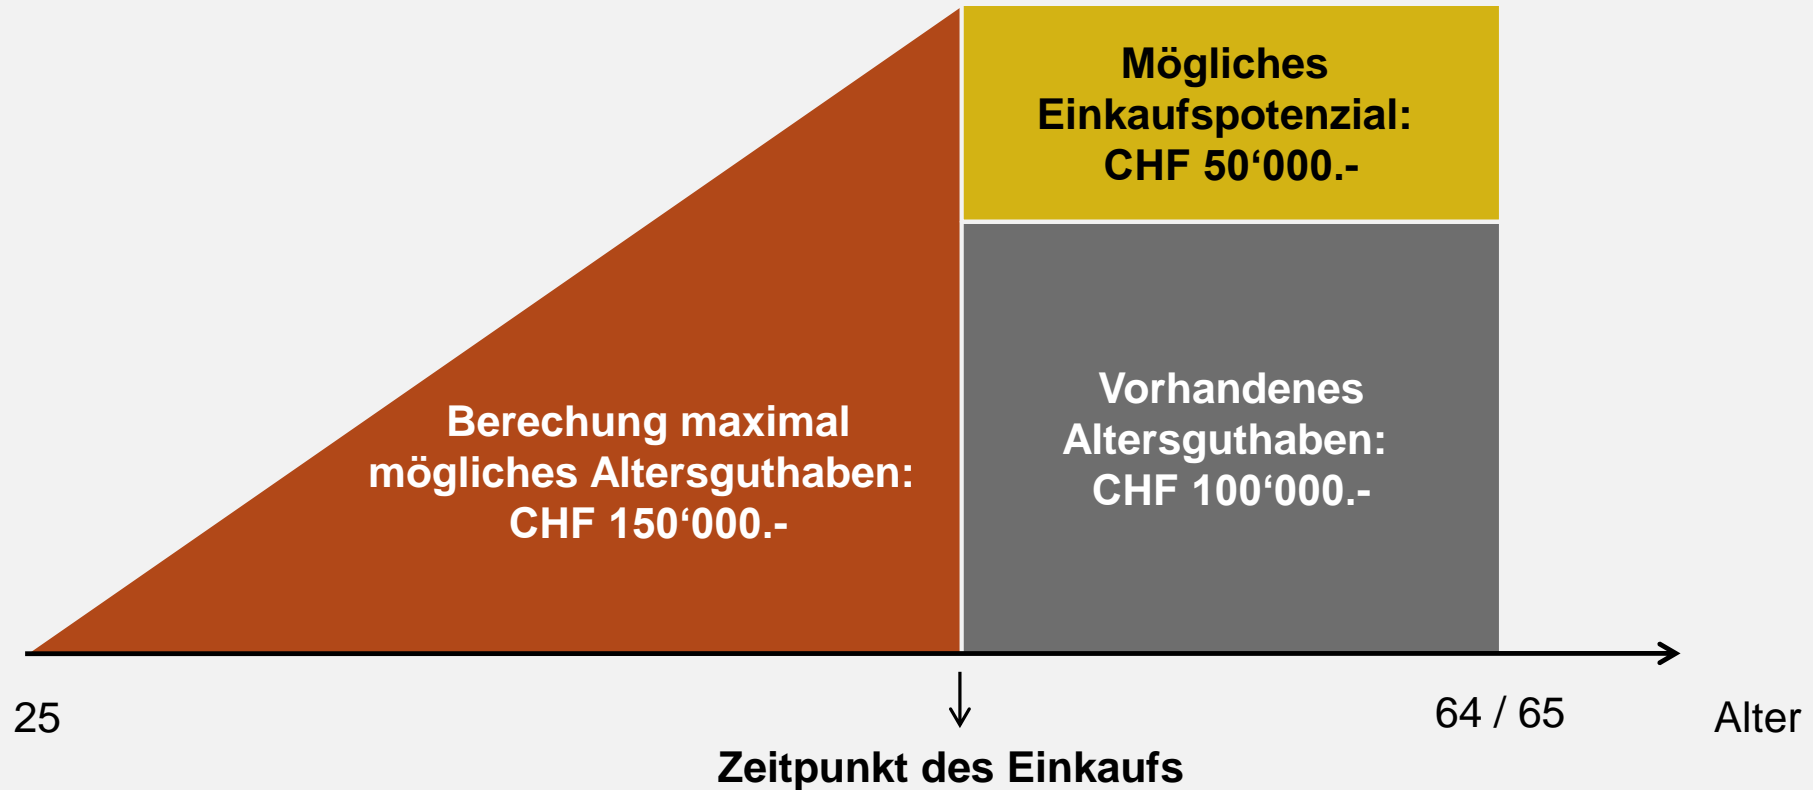 Mögliches
Einkaufspotenzial:
CHF 50‘000.-
Berechung maximal
mögliches Altersguthaben:
CHF 150‘000.-
Vorhandenes
Altersguthaben:
CHF 100‘000.-
25
64 / 65
Alter
Zeitpunkt des Einkaufs